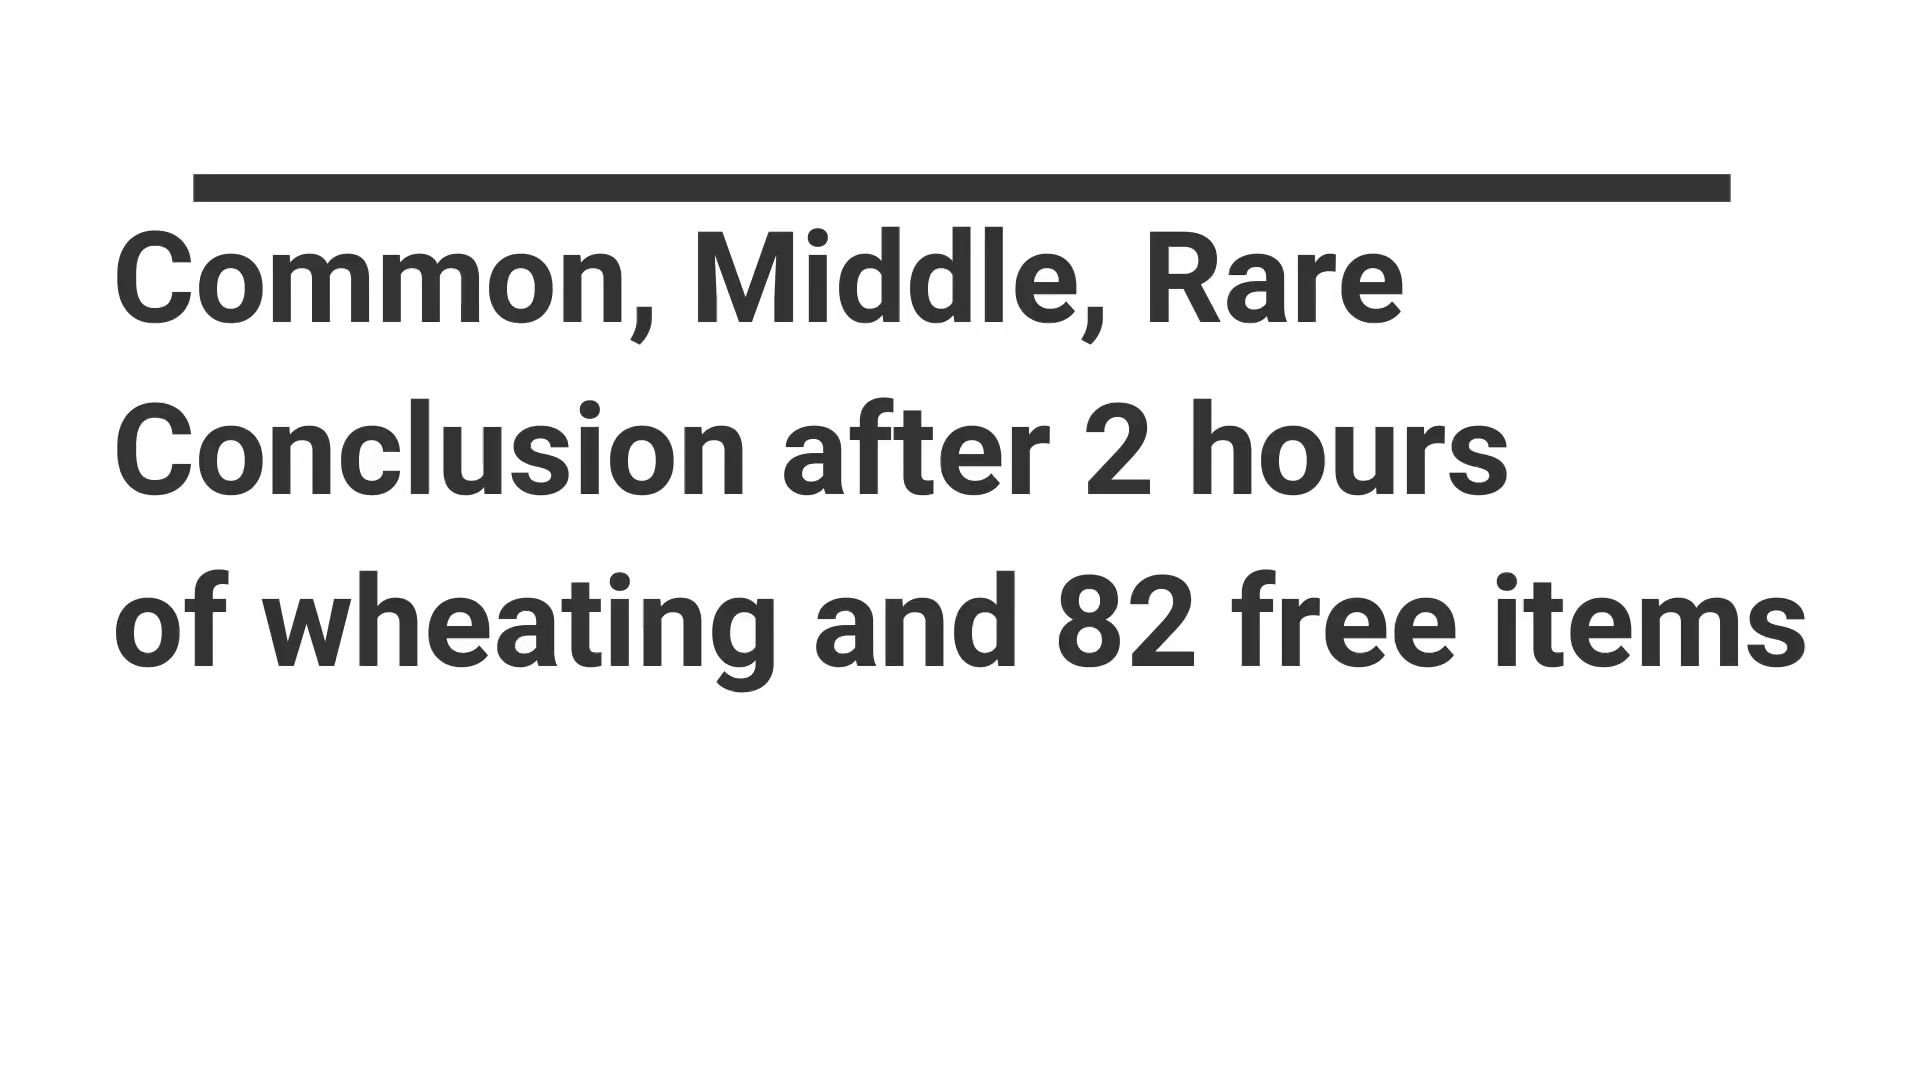 Common, Middle, Rare
Conclusion after 2 hours
of wheating and 82 free items